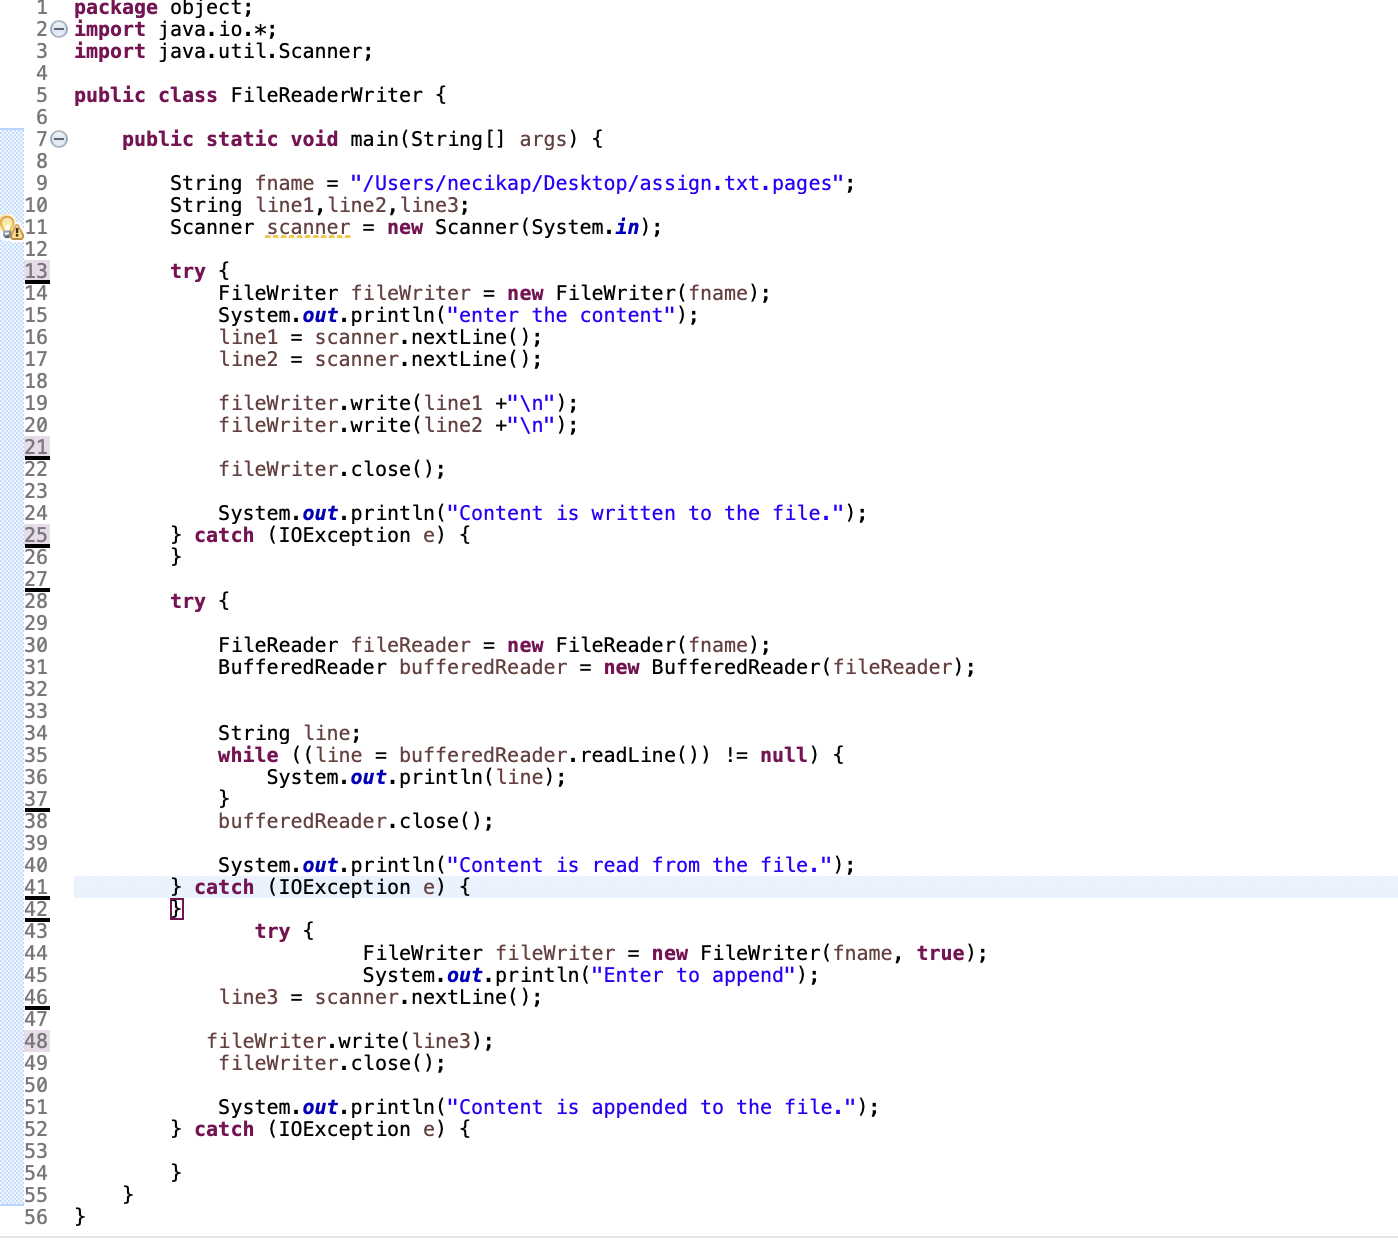 1 package object;
2 import java.io.*;
3 import java.util.Scanner;
4
5 public class FileReaderWriter {
6
7     public static void main(String[] args) {
8
9         String fname = "/Users/necikap/Desktop/assign.txt.pages";
10         String line1,line2,line3;
11         Scanner scanner = new Scanner(System.in);
12
13         try {
14             FileWriter fileWriter = new FileWriter(fname);
15             System.out.println("enter the content");
16             line1 = scanner.nextLine();
17             line2 = scanner.nextLine();
18
19             fileWriter.write(line1 +"\n");
20             fileWriter.write(line2 +"\n");
21
22             fileWriter.close();
23
24             System.out.println("Content is written to the file.");
25         } catch (IOException e) {
26         }
27
28         try {
29
30             FileReader fileReader = new FileReader(fname);
31             BufferedReader bufferedReader = new BufferedReader(fileReader);
32
33
34             String line;
35             while ((line = bufferedReader.readLine()) != null) {
36                 System.out.println(line);
37             }
38             bufferedReader.close();
39
40             System.out.println("Content is read from the file.");
41         } catch (IOException e) {
42         }
43                try {
44                         FileWriter fileWriter = new FileWriter(fname, true);
45                         System.out.println("Enter to append");
46             line3 = scanner.nextLine();
47
48            fileWriter.write(line3);
49             fileWriter.close();
50
51             System.out.println("Content is appended to the file.");
52         } catch (IOException e) {
53
54         }
55     }
56 }